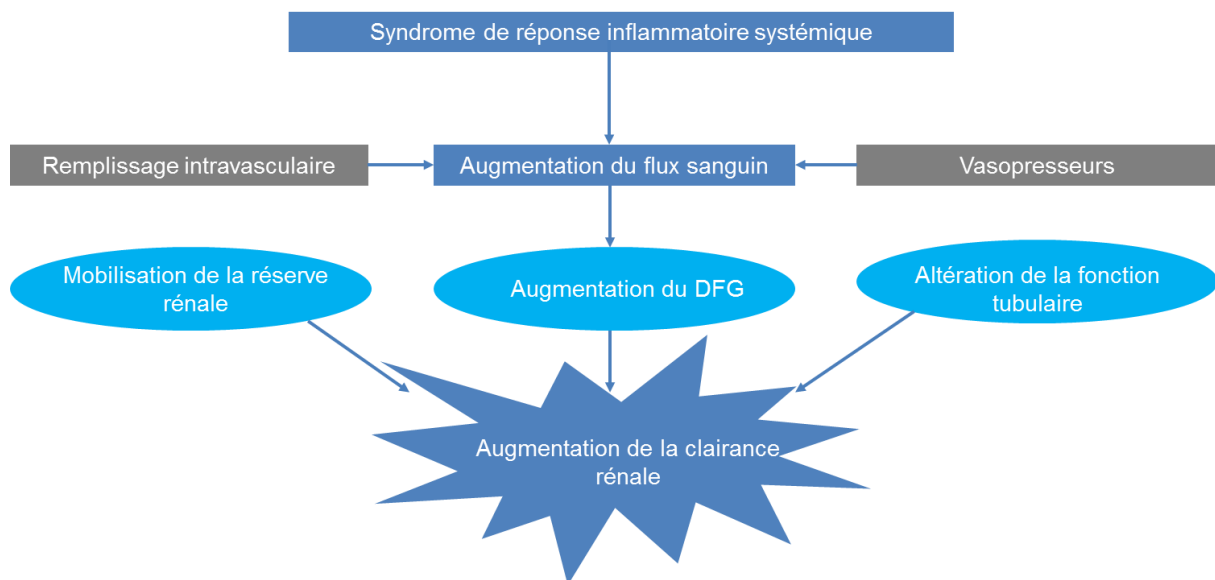 Syndrome de réponse inflammatoire systémique
Remplissage intravasculaire
Augmentation du flux sanguin
Vasopresseurs
Mobilisation de la réserve
rénale
Augmentation du DFG
Altération de la fonction
tubulaire
Augmentation de la clairance
rénale